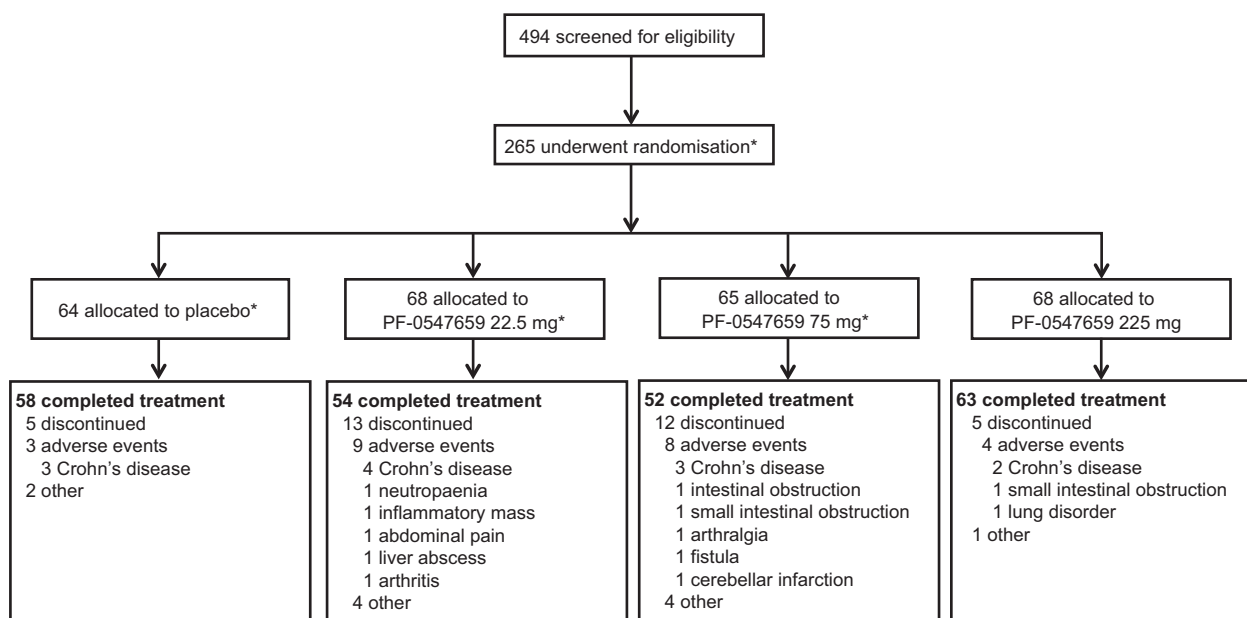 494 screened for eligibility
265 underwent randomisation*
64 allocated to placebo*
68 allocated to
PF-0547659 22.5 mg*
65 allocated to
PF-0547659 75 mg*
68 allocated to
PF-0547659 225 mg
58 completed treatment
5 discontinued
3 adverse events
3 Crohn’s disease
2 other
54 completed treatment
13 discontinued
9 adverse events
4 Crohn’s disease
1 neutropaenia
1 inflammatory mass
1 abdominal pain
1 liver abscess
1 arthritis
4 other
52 completed treatment
12 discontinued
8 adverse events
3 Crohn’s disease
1 intestinal obstruction
1 small intestinal obstruction
1 arthralgia
1 fistula
1 cerebellar infarction
4 other
63 completed treatment
5 discontinued
4 adverse events
2 Crohn’s disease
1 small intestinal obstruction
1 lung disorder
1 other